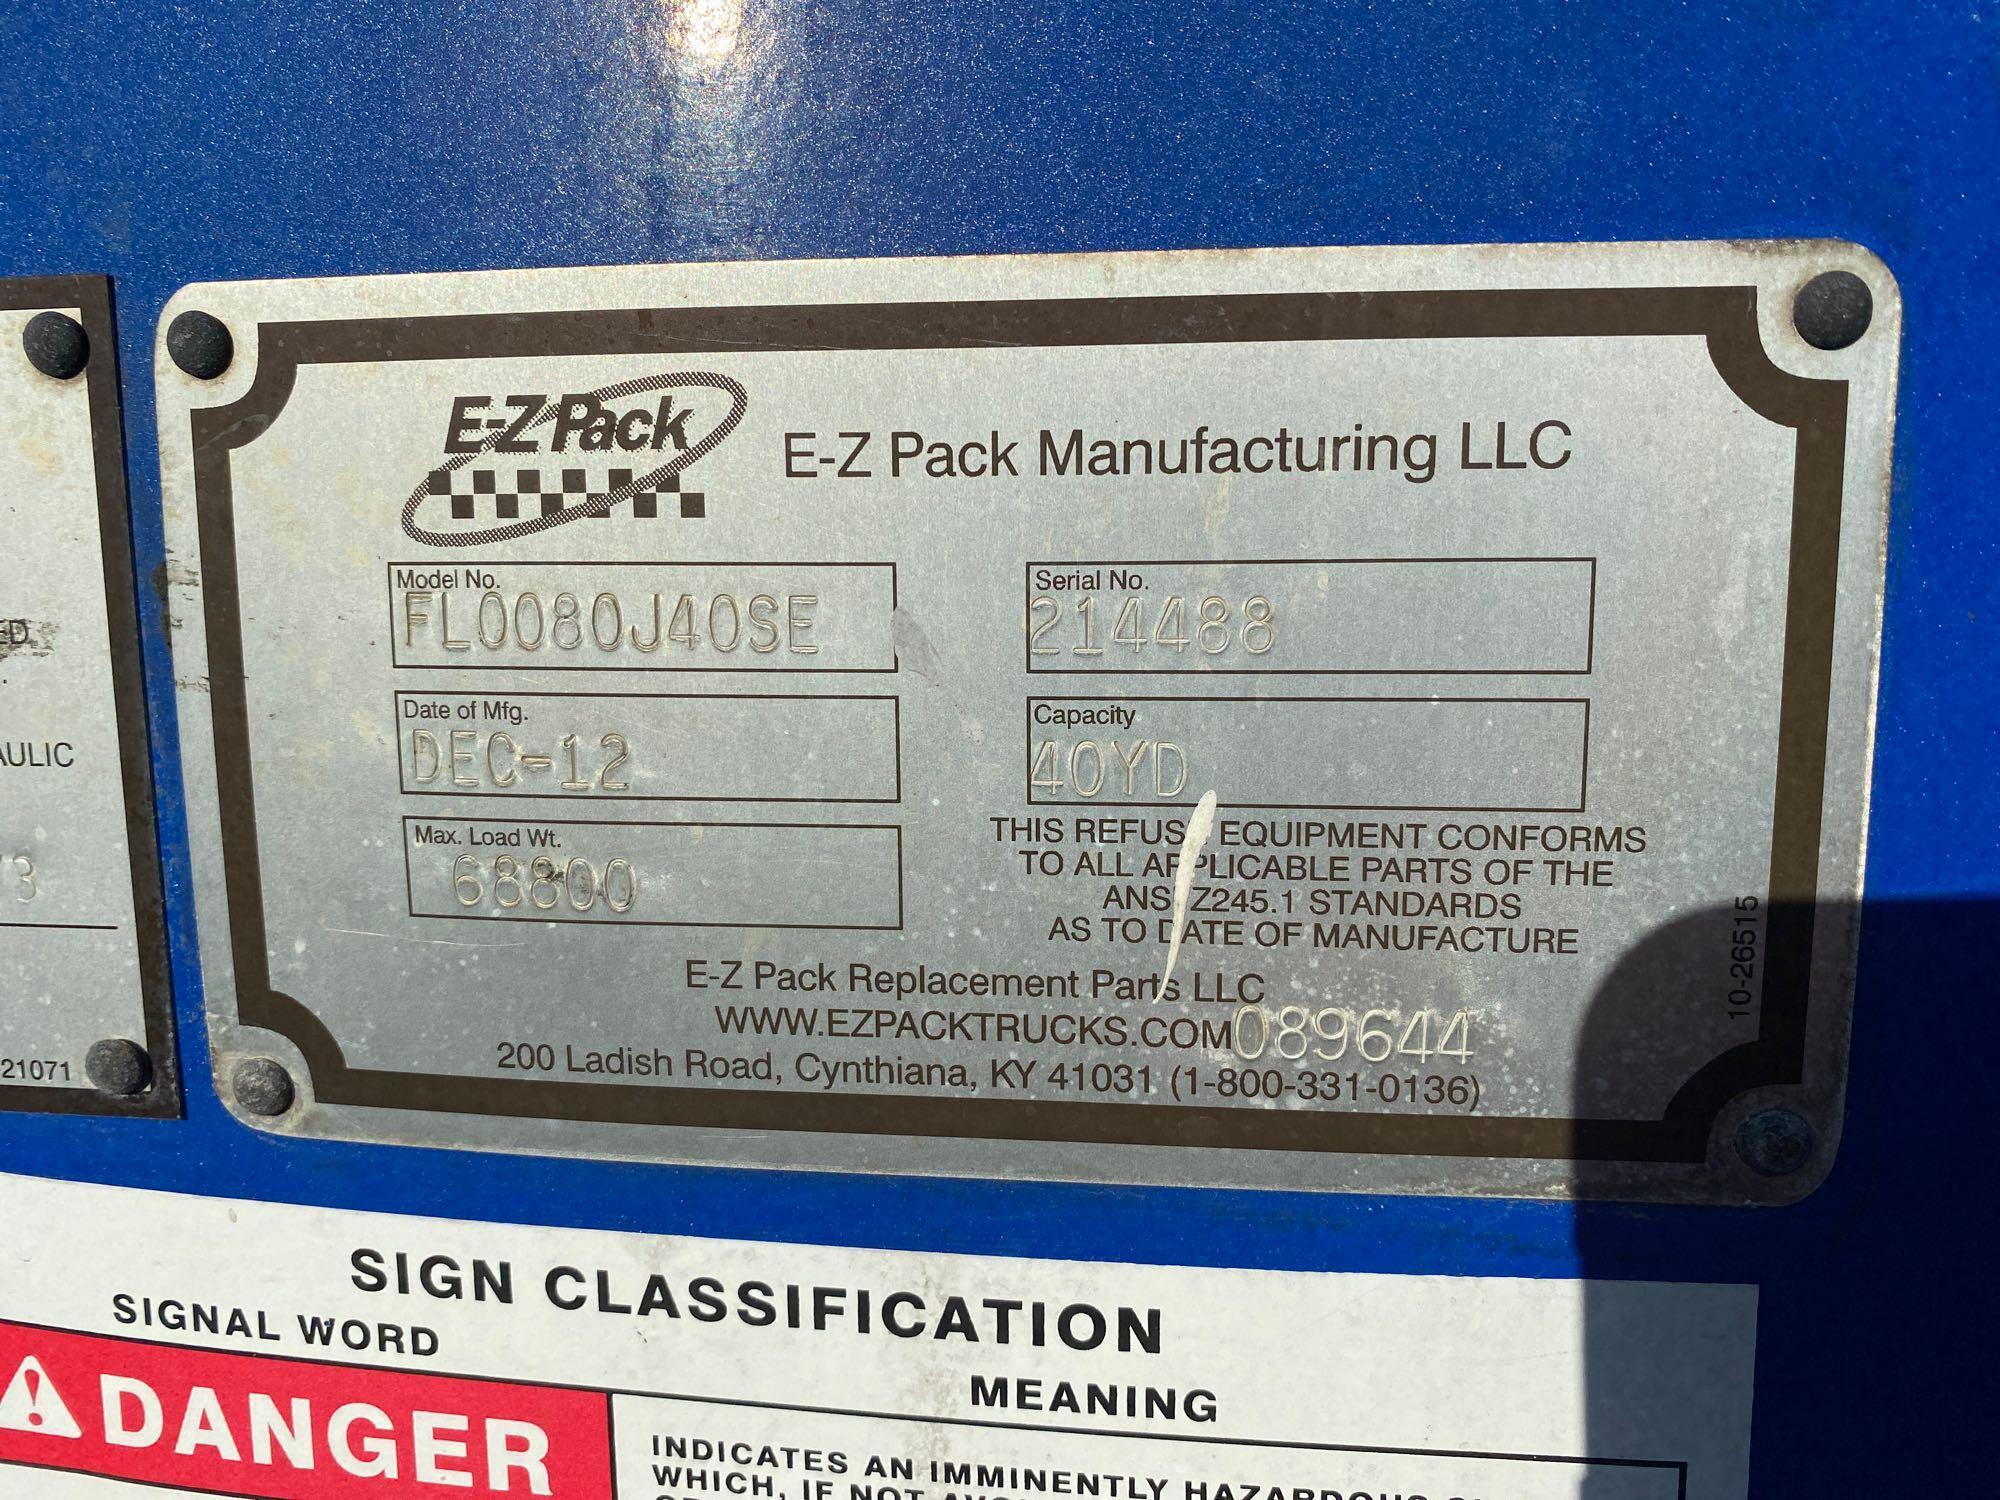 E-Z Pack
E-Z Pack Manufacturing LLC
Model No.
FL0080J40SE
Serial No.
214488
Date of Mfg.
DEC-12
Capacity
40YD
Max. Load Wt.
68800
THIS REFUSE EQUIPMENT CONFORMS
TO ALL APPLICABLE PARTS OF THE
ANSI Z245.1 STANDARDS
AS TO DATE OF MANUFACTURE
E-Z Pack Replacement Parts LLC
WWW.EZPACKTRUCKS.COM 089644
200 Ladish Road, Cynthiana, KY 41031 (1-800-331-0136)
10-26515
ED
AULIC
3
21071
SIGN CLASSIFICATION
SIGNAL WORD
MEANING
DANGER
INDICATES AN IMMINENTLY HAZARDOUS
WHICH, IF NOT